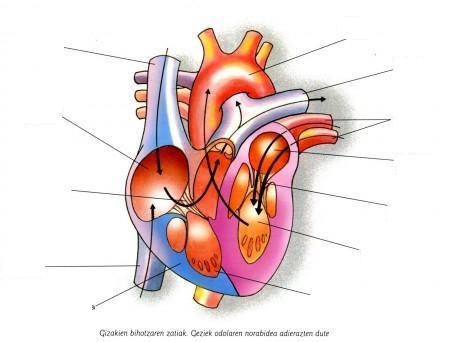 Gizakien bihotzaren zatiak. Geziek odolaren norabidea adierazten dute